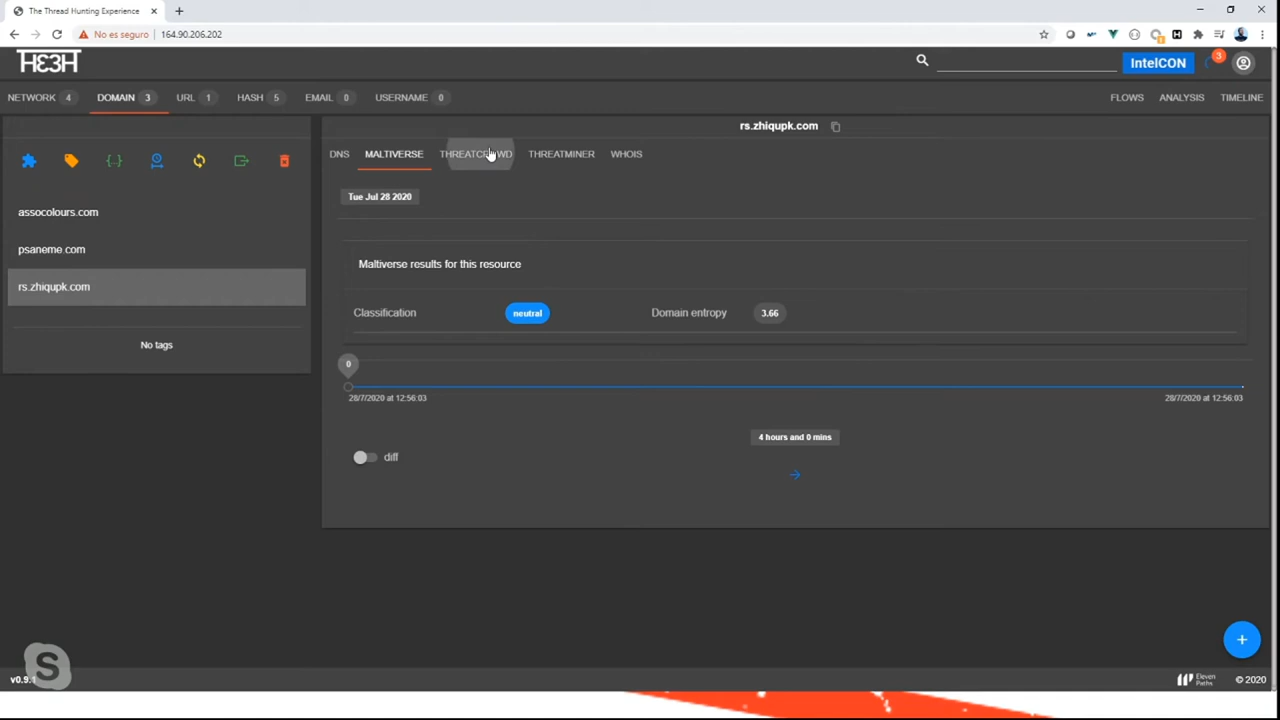 The Thread Hunting Experience
No es seguro 164.90.206.202
IntelCON 3
NETWORK 4 DOMAIN 3 URL 1 HASH 5 EMAIL 0 USERNAME 0 FLOWS ANALYSIS TIMELINE
rs.zhiqupk.com
DNS MALTIVERSE THREATMINER WHOIS
Tue Jul 28 2020
assocolours.com
psaneme.com
rs.zhiqupk.com
No tags
Maltiverse results for this resource
Classification neutral Domain entropy 3.66
0
28/7/2020 at 12:56:03 28/7/2020 at 12:56:03
4 hours and 0 mins
diff
Eleven
Paths
© 2020